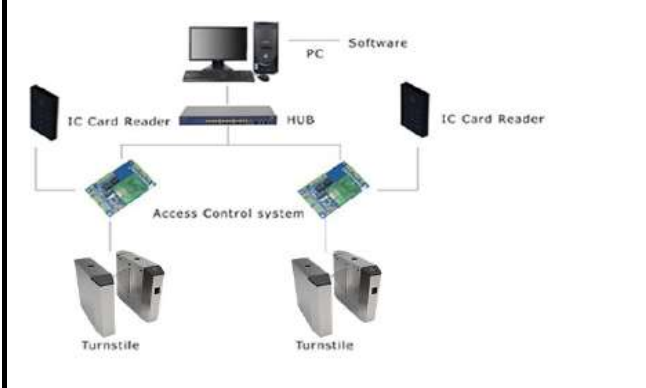 Software
PC
IC Card Reader
HUB
IC Card Reader
Access Control system
Turnstile
Turnstile